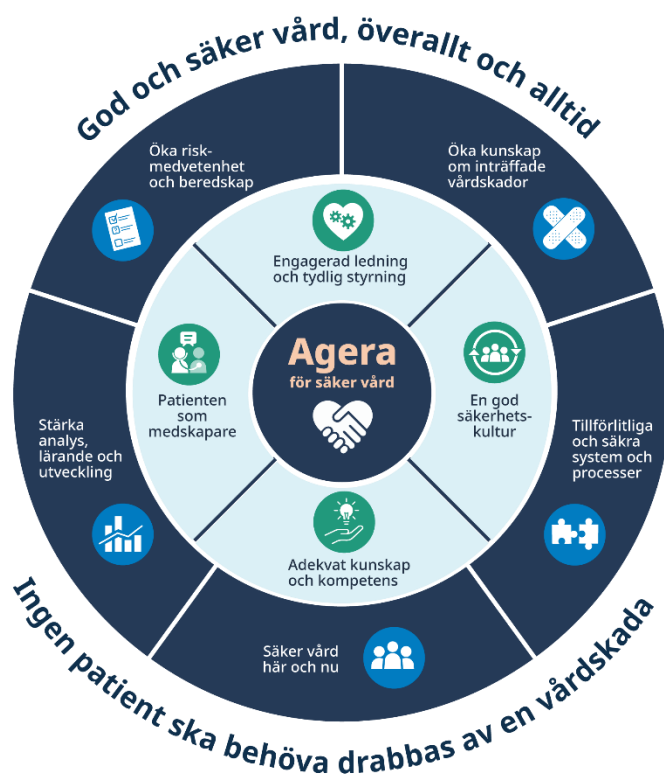 God och säker vård, överallt och alltid
Öka risk-
medvetenhet
och beredskap
Öka kunskap
om inträffade
vårdskador
Engagerad ledning
och tydlig styrning
Agera
för säker vård
Patienten
som
medskapare
En god
säkerhets-
kultur
Stärka
analys,
lärande och
utveckling
Tillförlitliga
och säkra
system och
processer
Adekvat kunskap
och kompetens
Säker vård
här och nu
Ingen patient ska behöva drabbas av en vårdskada